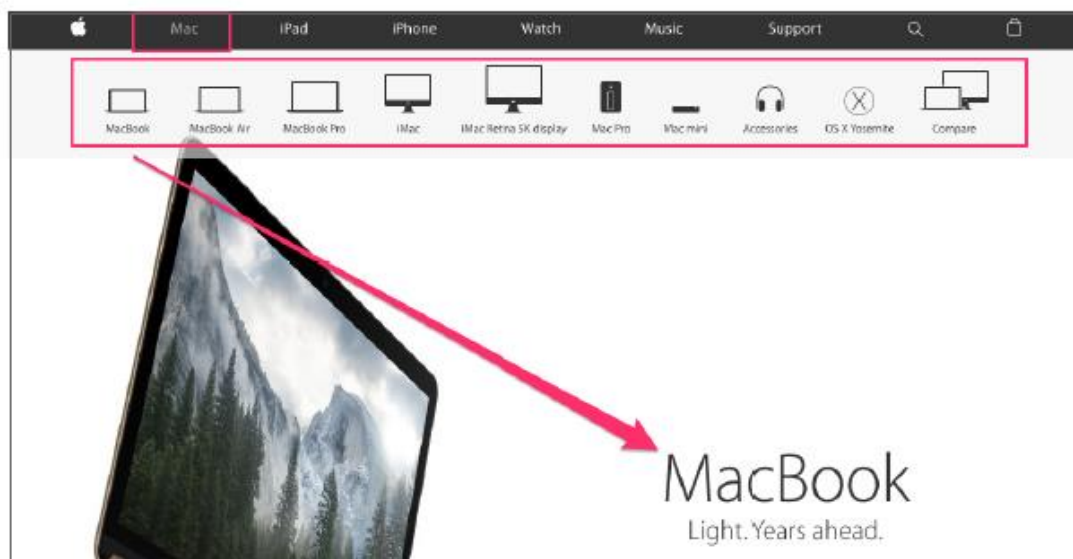 Mac iPad iPhone Watch Music Support
MacBook MacBook Air MacBook Pro iMac iMac Retina 5K display Mac Pro Mac mini Accessories OS X Yosemite Compare
MacBook
Light. Years ahead.